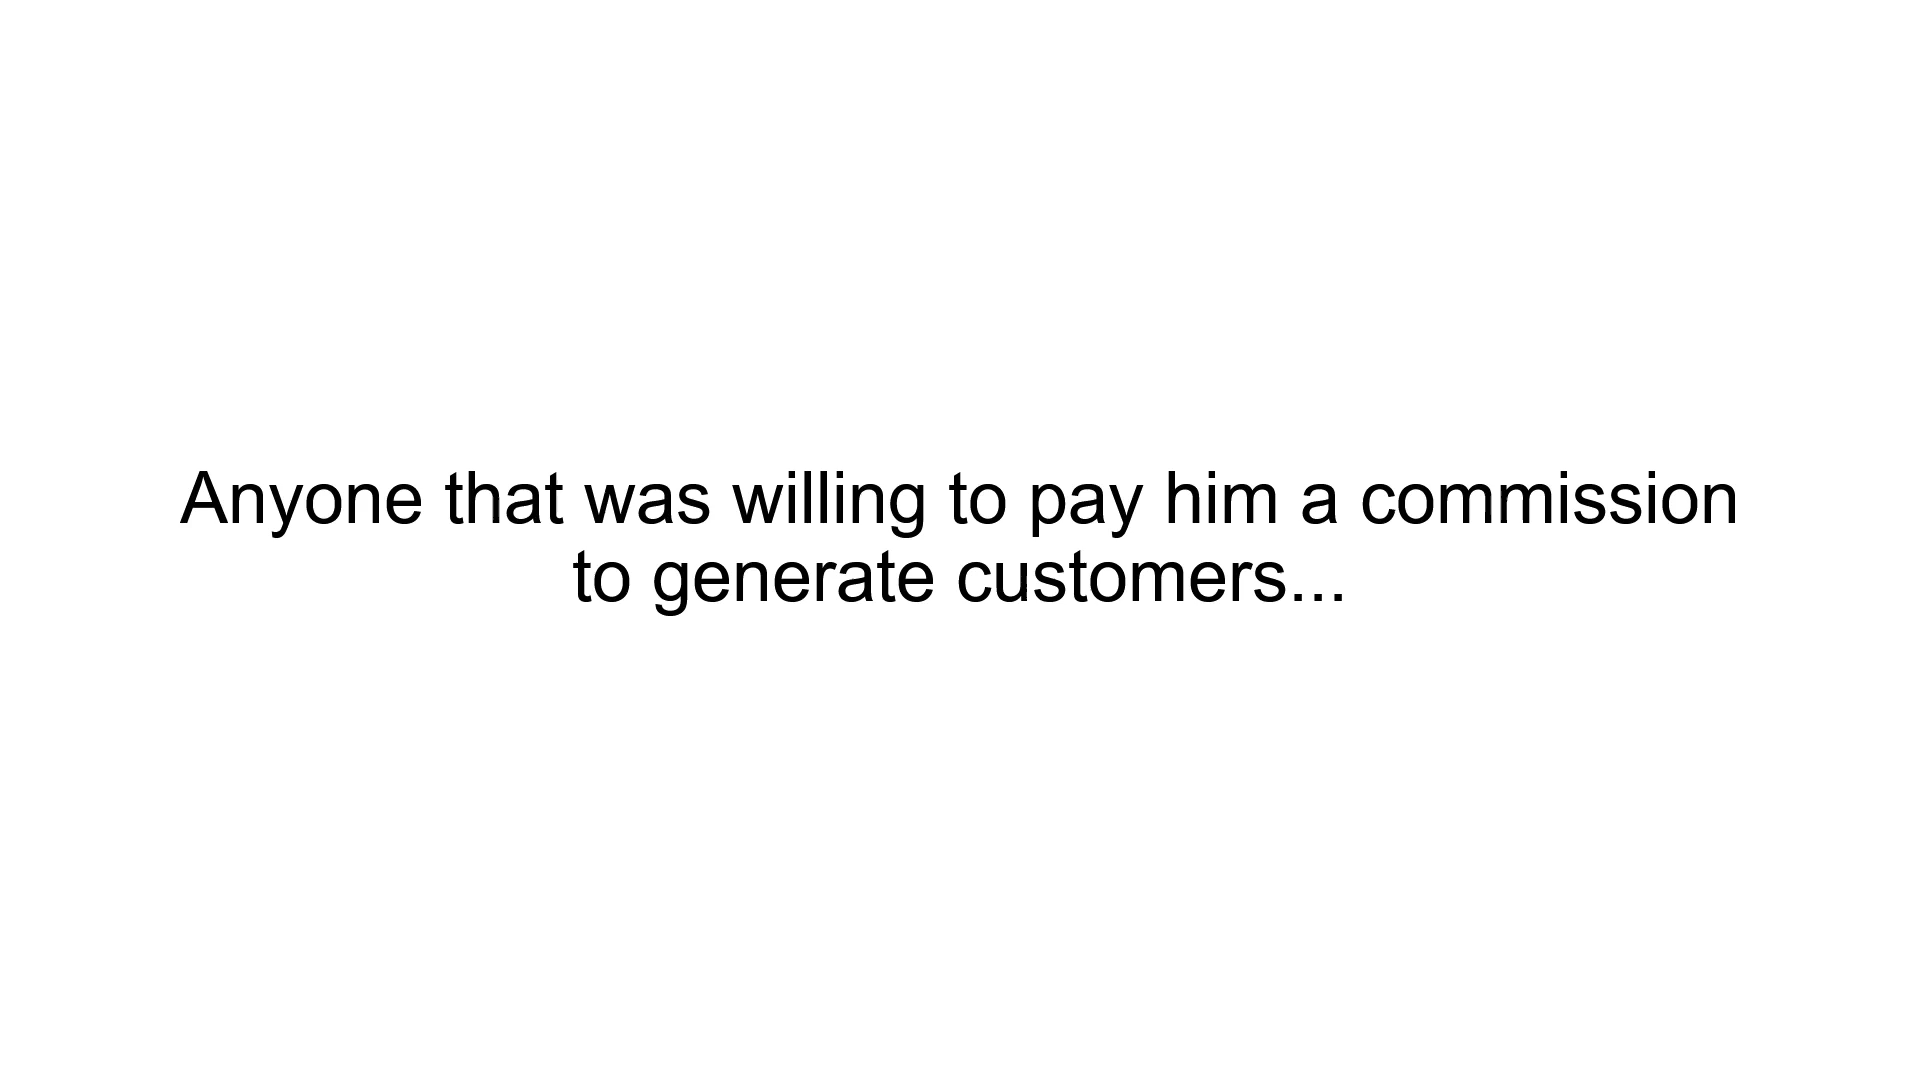 Anyone that was willing to pay him a commission
to generate customers...